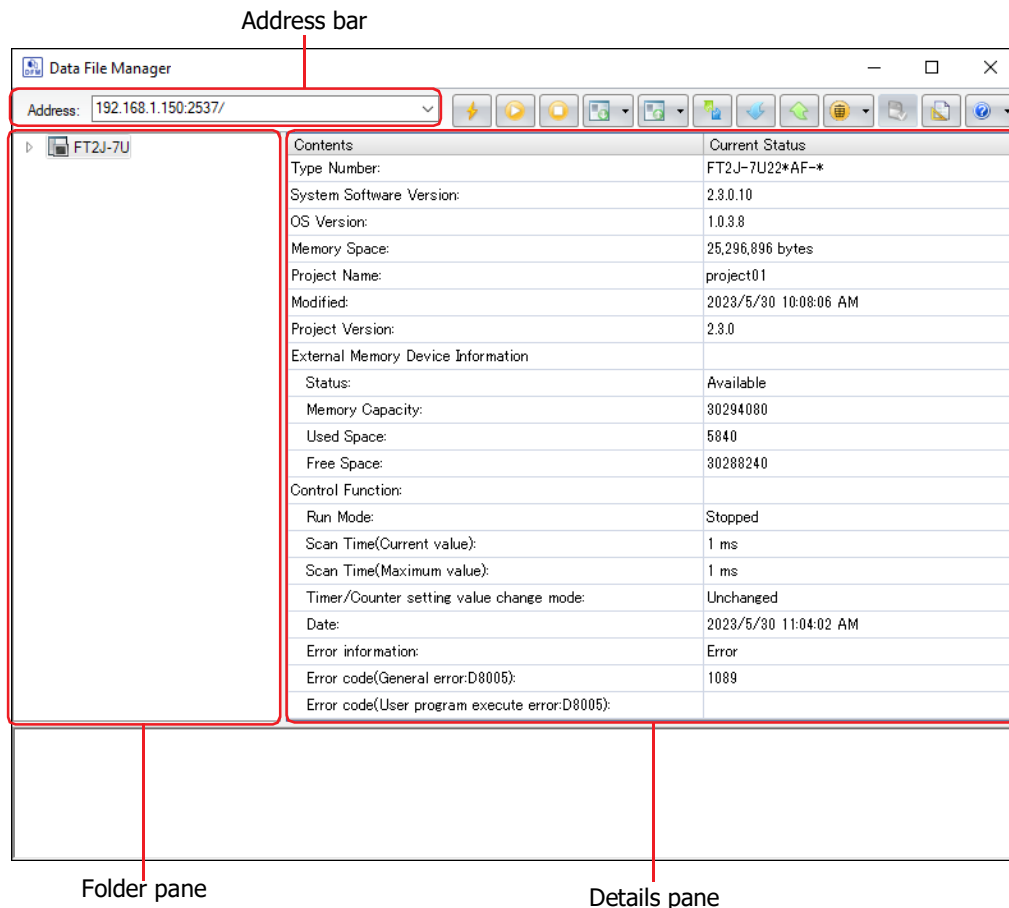 Address bar
Data File Manager
Address: 192.168.1.150:2537/
FT2J-7U
Contents Current Status
Type Number: FT2J-7U22*AF-*
System Software Version: 2.3.0.10
OS Version: 1.0.3.8
Memory Space: 25,296,896 bytes
Project Name: project01
Modified: 2023/5/30 10:08:06 AM
Project Version: 2.3.0
External Memory Device Information
Status: Available
Memory Capacity: 30294080
Used Space: 5840
Free Space: 30288240
Control Function:
Run Mode: Stopped
Scan Time(Current value): 1 ms
Scan Time(Maximum value): 1 ms
Timer/Counter setting value change mode: Unchanged
Date: 2023/5/30 11:04:02 AM
Error information: Error
Error code(General error:D8005): 1089
Error code(User program execute error:D8005):
Folder pane
Details pane